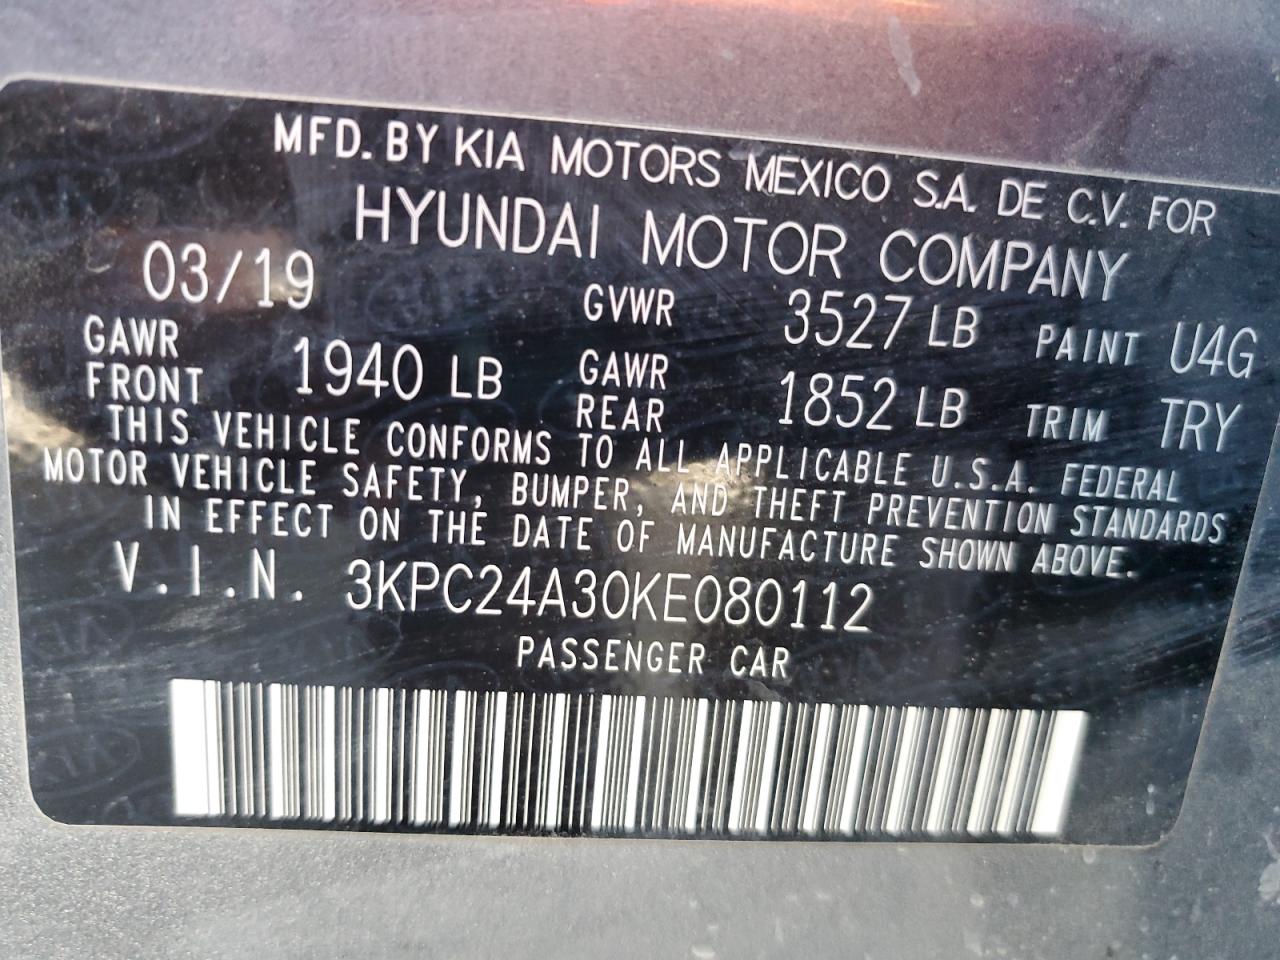 MFD. BY KIA MOTORS MEXICO S.A. DE C.V. FOR
HYUNDAI MOTOR COMPANY
03/19 GVWR 3527 LB PAINT U4G
GAWR FRONT 1940 LB GAWR REAR 1852 LB TRIM TRY
THIS VEHICLE CONFORMS TO ALL APPLICABLE U.S.A. FEDERAL
MOTOR VEHICLE SAFETY, BUMPER, AND THEFT PREVENTION STANDARDS
IN EFFECT ON THE DATE OF MANUFACTURE SHOWN ABOVE.
V.I.N. 3KPC24A30KE080112
PASSENGER CAR